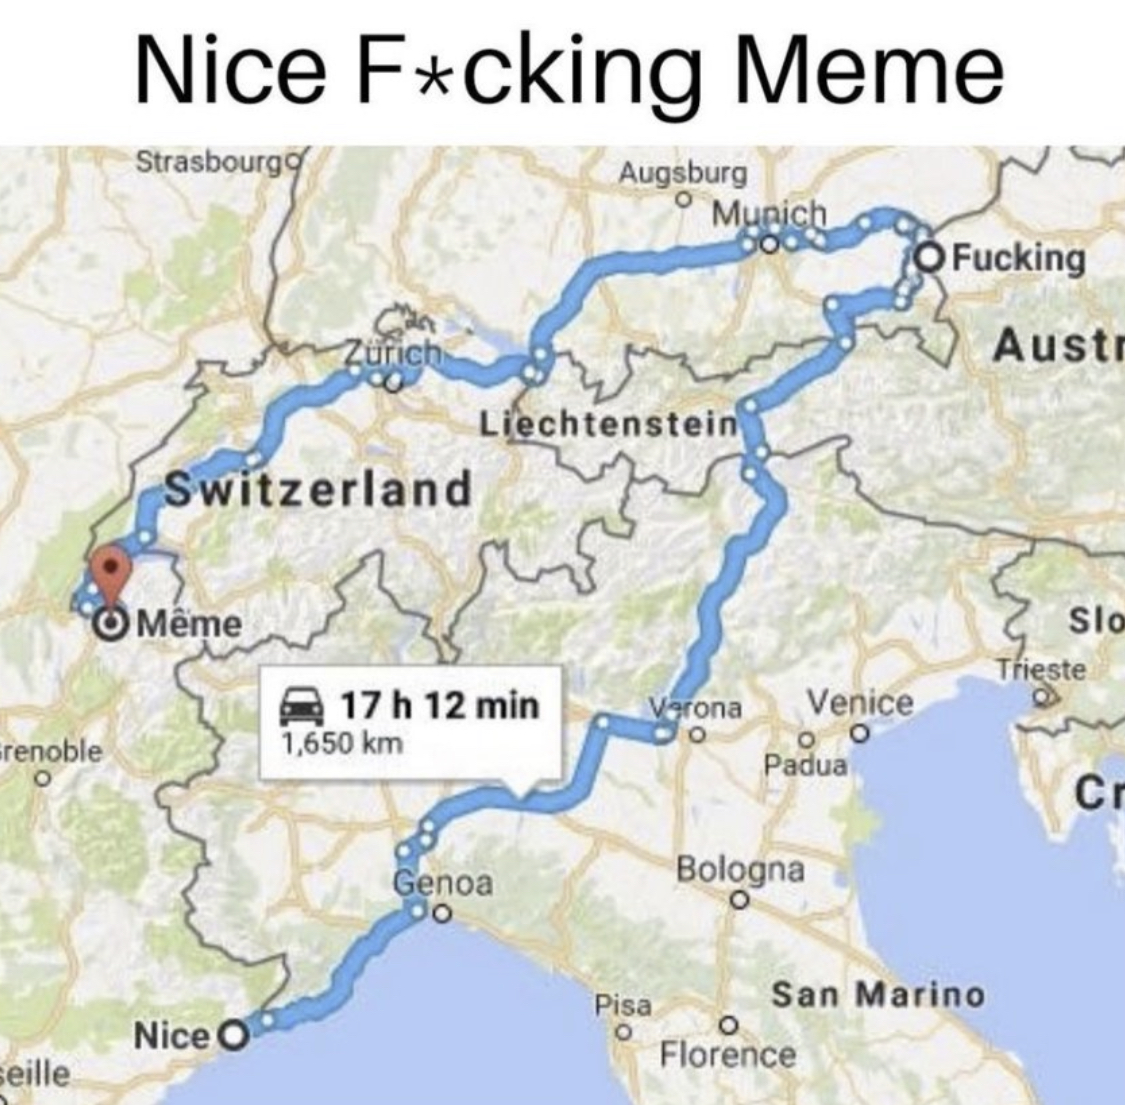 Nice F*cking Meme
Strasbourg
Augsburg
Munich
Fucking
Austr
Zürich
Liechtenstein
Switzerland
Même
Slo
Trieste
17 h 12 min
1,650 km
Verona
Venice
renoble
Padua
Cr
Bologna
Genoa
San Marino
Pisa
Nice
Florence
seille